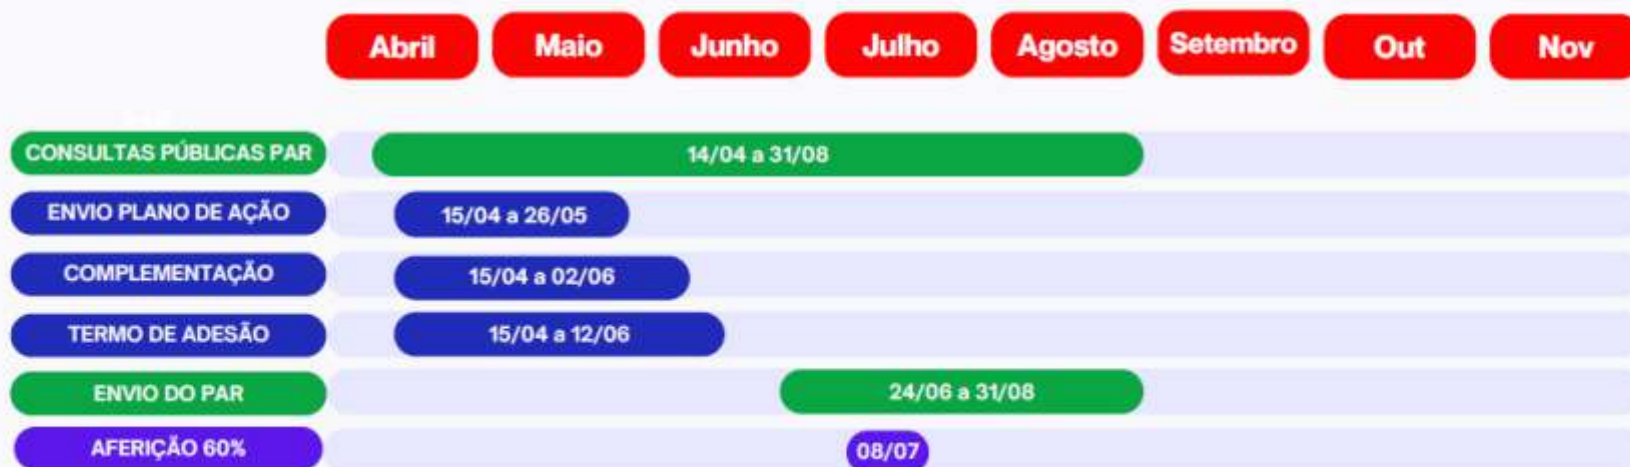 Abril Maio Junho Julho Agosto Setembro Out Nov
CONSULTAS PÚBLICAS PAR 14/04 a 31/08
ENVIO PLANO DE AÇÃO 15/04 a 26/05
COMPLEMENTAÇÃO 15/04 a 02/06
TERMO DE ADESÃO 15/04 a 12/06
ENVIO DO PAR 24/06 a 31/08
AFERIÇÃO 60% 08/07